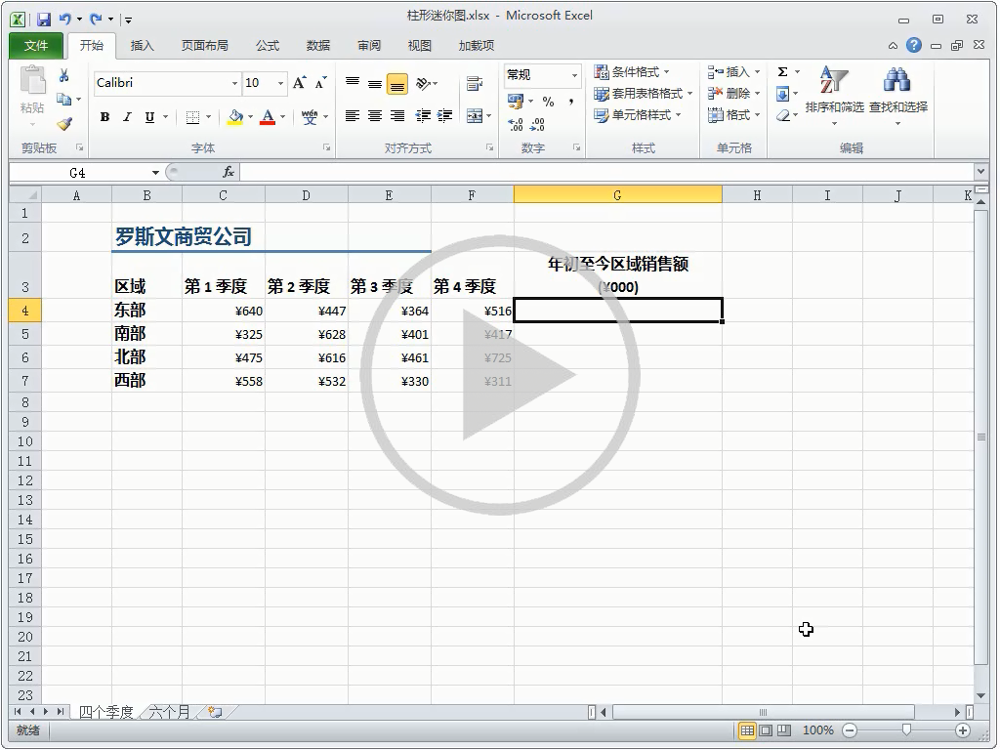 柱形迷你图.xlsx - Microsoft Excel
文件 开始 插入 页面布局 公式 数据 审阅 视图 加载项
粘贴
Calibri 10
B I U
常规
% ,
条件格式
套用表格格式
单元格样式
插入
删除
格式
Σ
排序和筛选 查找和选择
剪贴板 字体 对齐方式 数字 样式 单元格 编辑
G4 fx
A B C D E F G H I J K
1
2 罗斯文商贸公司
年初至今区域销售额
3 区域 第 1 季度 第 2 季度 第 3 季度 第 4 季度 (¥000)
4 东部 ¥640 ¥447 ¥364 ¥516
5 南部 ¥325 ¥628 ¥401 ¥417
6 北部 ¥475 ¥616 ¥461 ¥725
7 西部 ¥558 ¥532 ¥330 ¥311
8
9
10
11
12
13
14
15
16
17
18
19
20
21
22
23
四个季度 六个月
就绪 100%